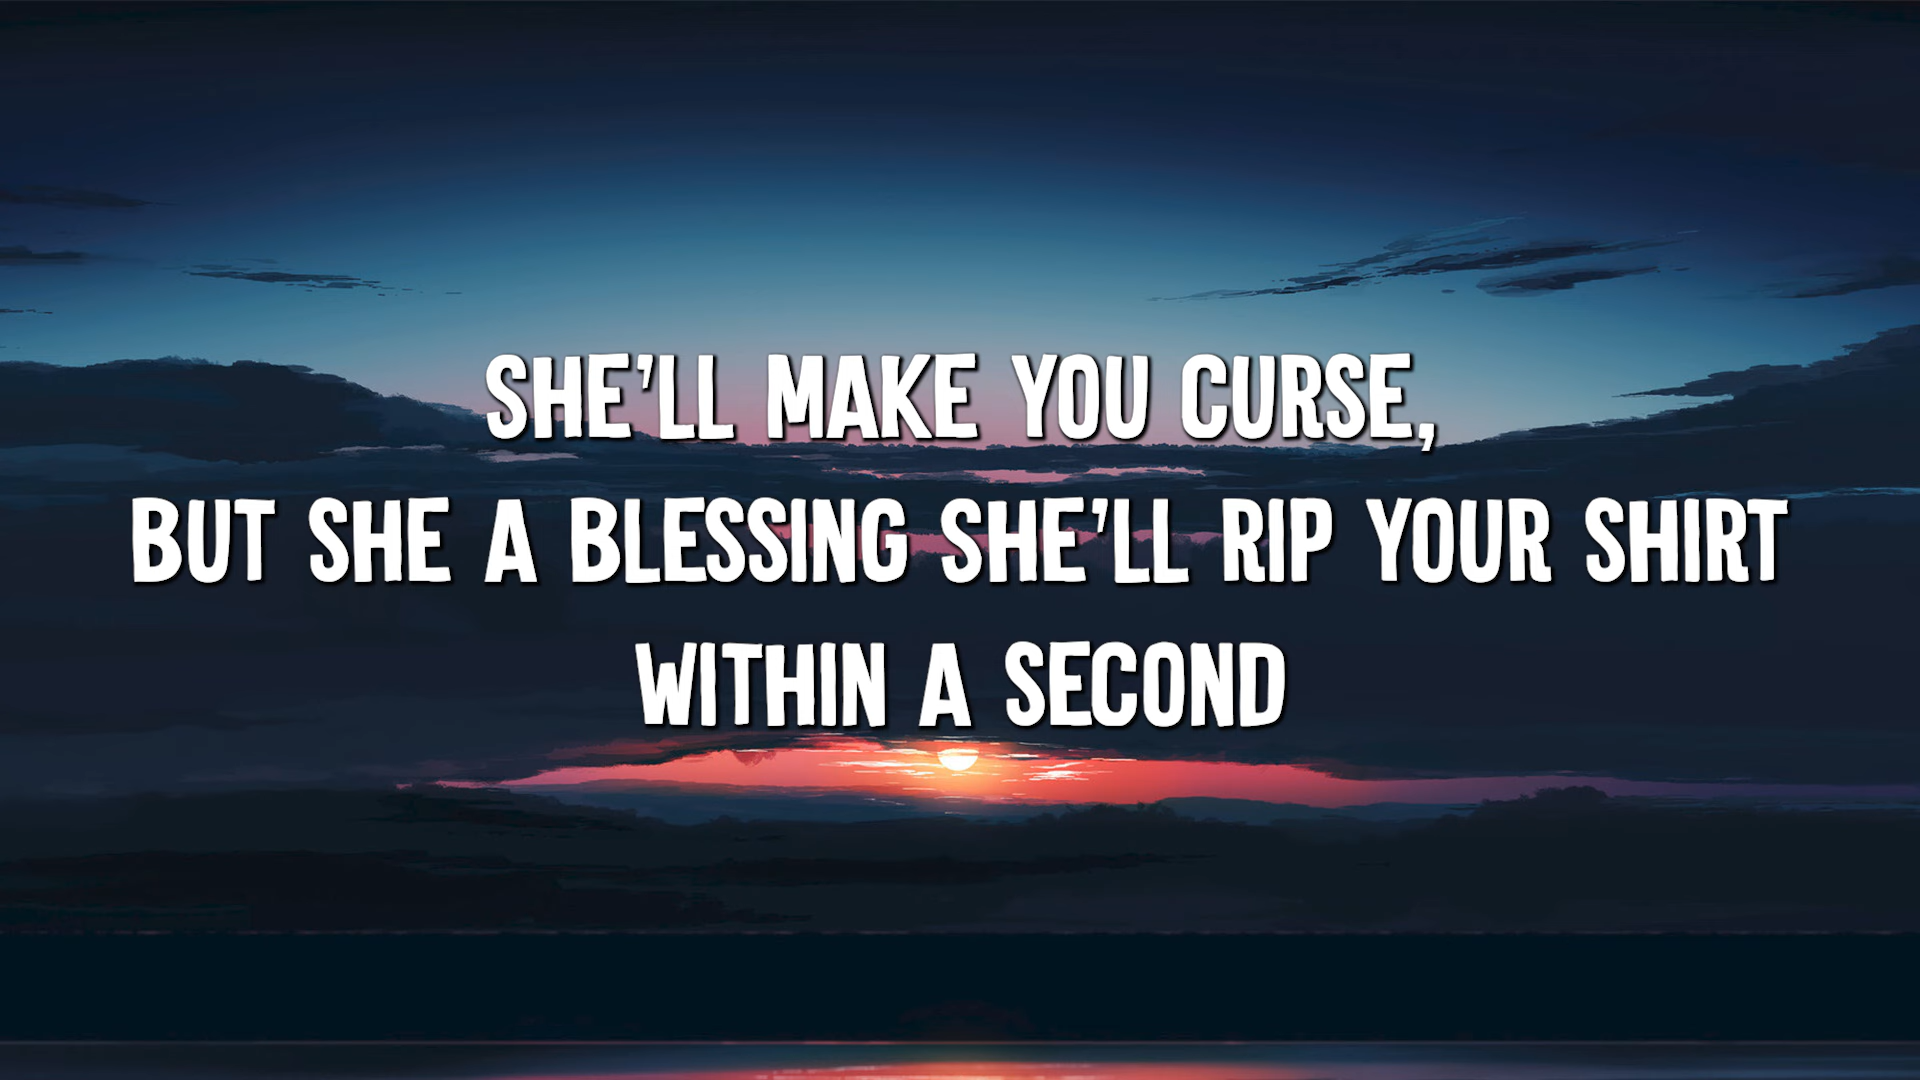 SHE'LL MAKE YOU CURSE,
BUT SHE A BLESSING SHE'LL RIP YOUR SHIRT
WITHIN A SECOND